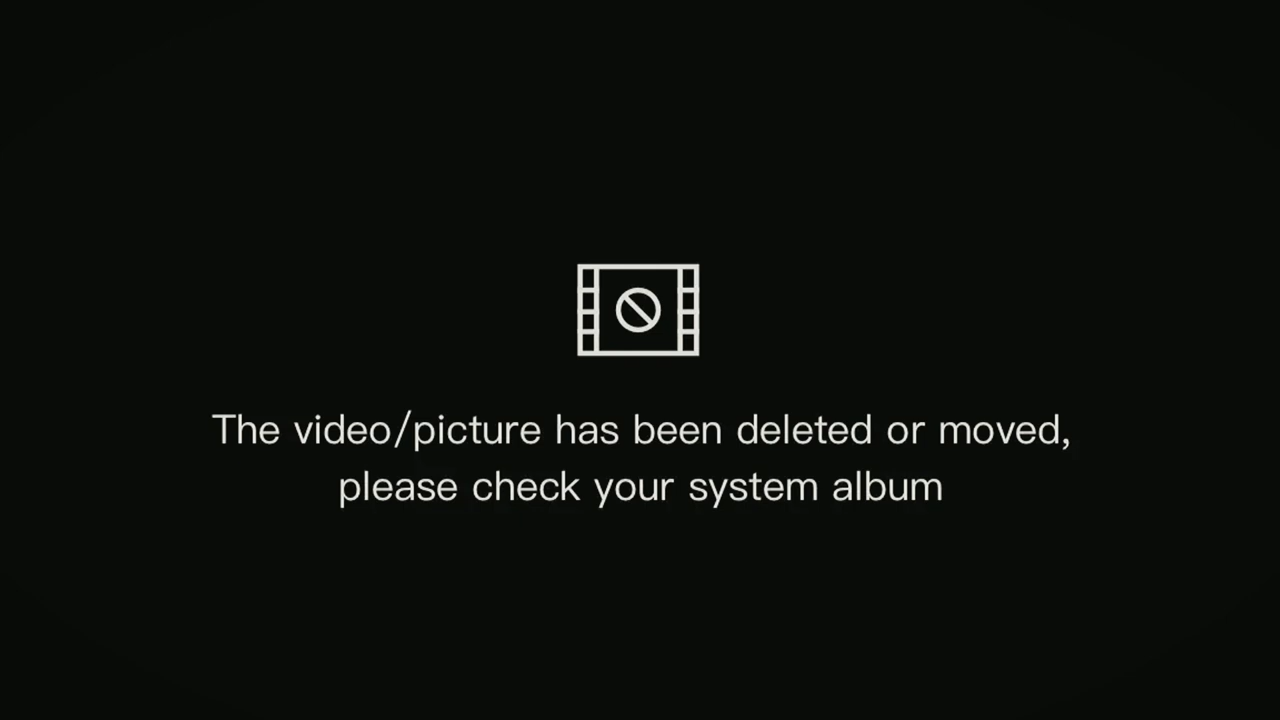 The video/picture has been deleted or moved,
please check your system album